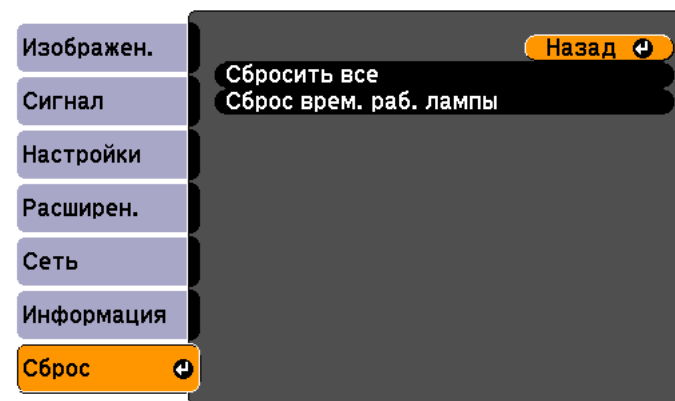 Изображен.
Сигнал
Настройки
Расширен.
Сеть
Информация
Сброс
Назад
Сбросить все
Сброс врем. раб. лампы